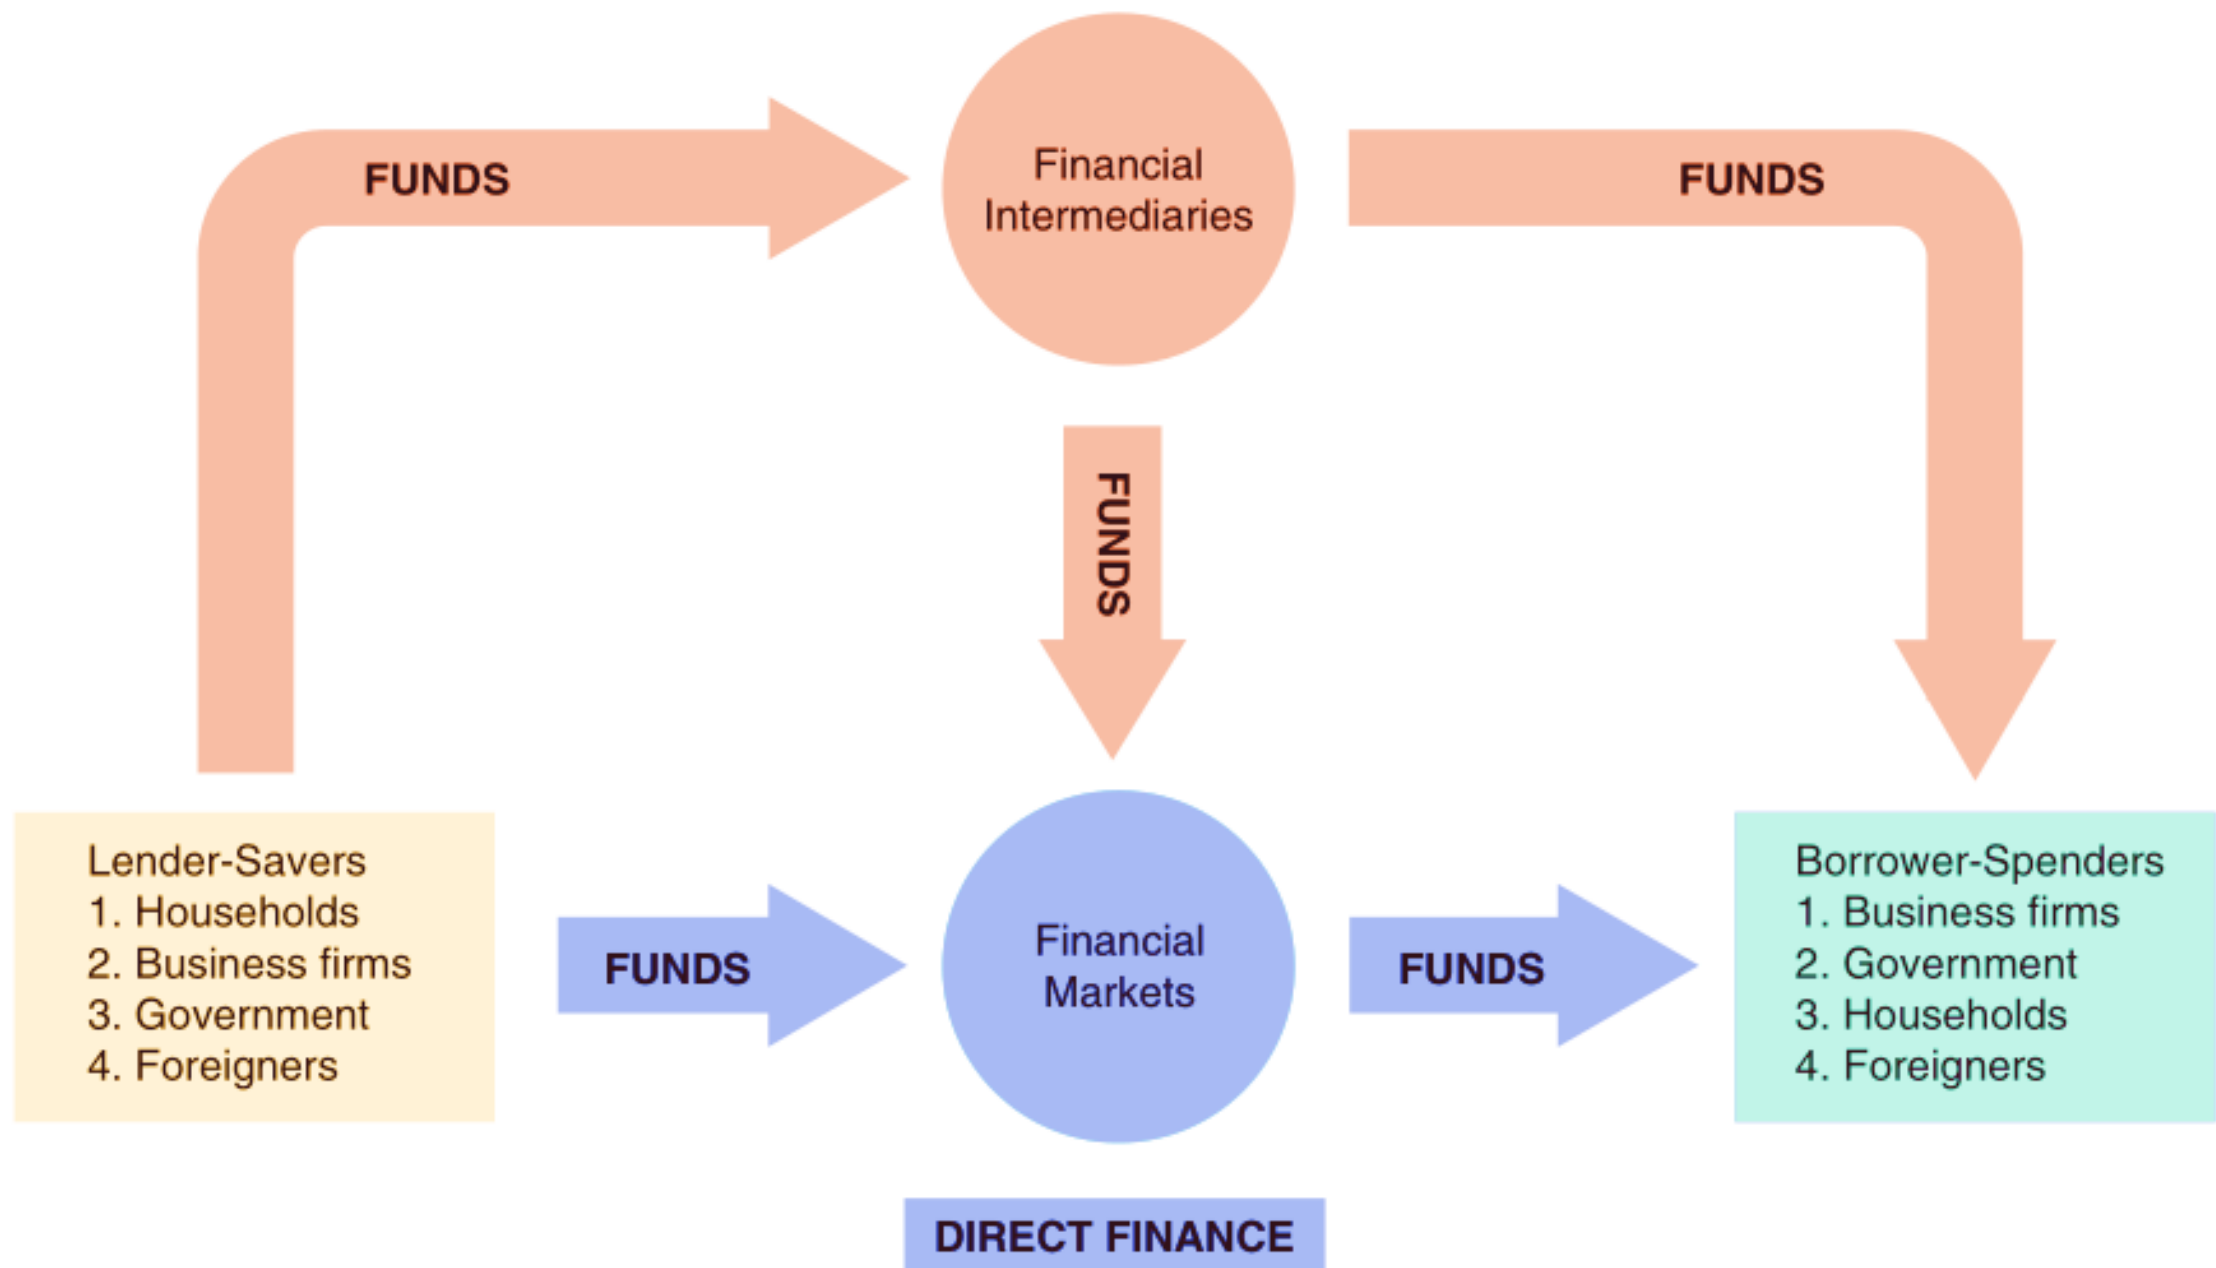 Financial
Intermediaries
FUNDS
FUNDS
FUNDS
Lender-Savers
1. Households
2. Business firms
3. Government
4. Foreigners
FUNDS
Financial
Markets
FUNDS
Borrower-Spenders
1. Business firms
2. Government
3. Households
4. Foreigners
DIRECT FINANCE